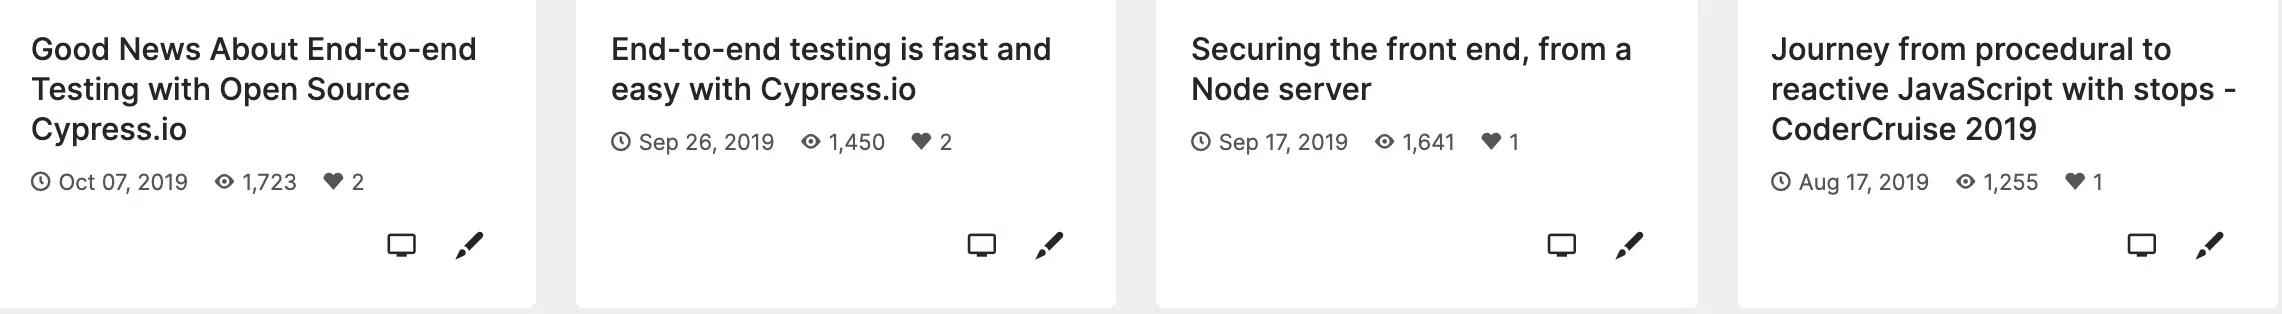 Good News About End-to-end
Testing with Open Source
Cypress.io
Oct 07, 2019 1,723 2
End-to-end testing is fast and
easy with Cypress.io
Sep 26, 2019 1,450 2
Securing the front end, from a
Node server
Sep 17, 2019 1,641 1
Journey from procedural to
reactive JavaScript with stops -
CoderCruise 2019
Aug 17, 2019 1,255 1